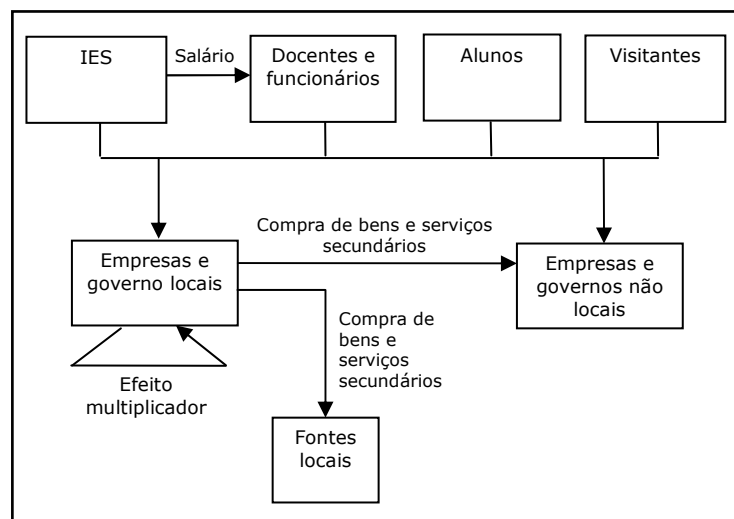 IES
Salário
Docentes e
funcionários
Alunos
Visitantes
Compra de bens e serviços
secundários
Empresas e
governo locais
Empresas e
governos não
locais
Compra de
bens e
serviços
secundários
Efeito
multiplicador
Fontes
locais